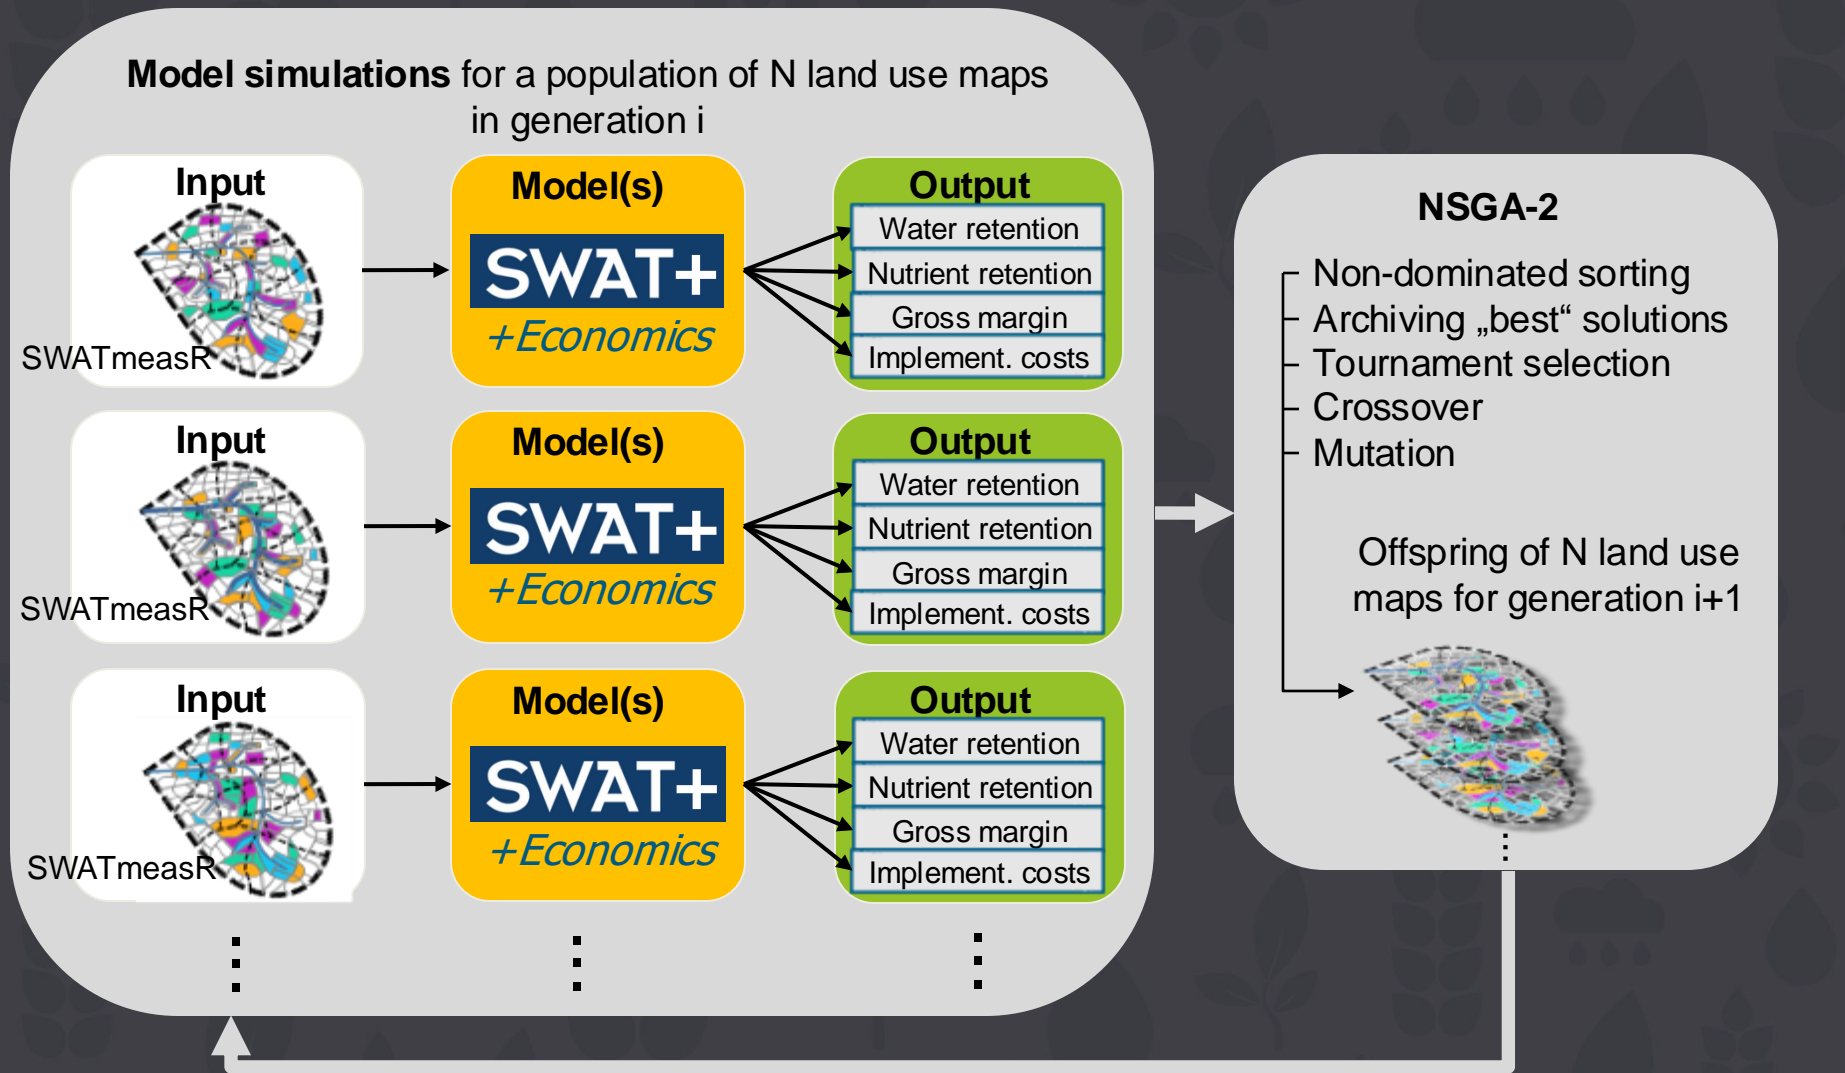 Model simulations for a population of N land use maps
in generation i
Input
SWATmeasR
Model(s)
SWAT+
+Economics
Output
Water retention
Nutrient retention
Gross margin
Implement. costs
Input
SWATmeasR
Model(s)
SWAT+
+Economics
Output
Water retention
Nutrient retention
Gross margin
Implement. costs
Input
SWATmeasR
Model(s)
SWAT+
+Economics
Output
Water retention
Nutrient retention
Gross margin
Implement. costs
NSGA-2
Non-dominated sorting
Archiving „best“ solutions
Tournament selection
Crossover
Mutation
Offspring of N land use
maps for generation i+1